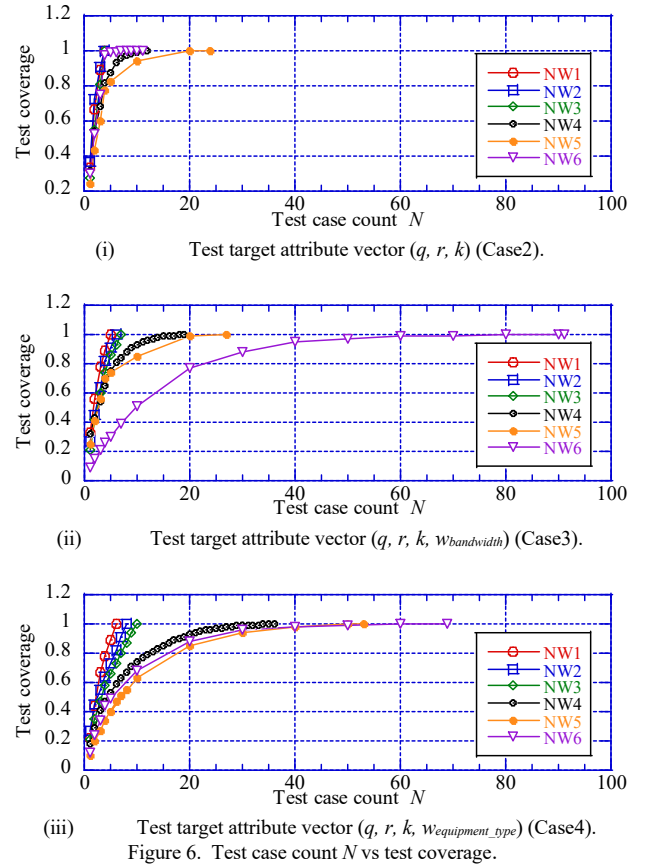 1.2
1
0.8
0.6
0.4
0.2
Test coverage
NW1
NW2
NW3
NW4
NW5
NW6
0 20 40 60 80 100
Test case count N
(i) Test target attribute vector (q, r, k) (Case2).
1.2
1
0.8
0.6
0.4
0.2
0
Test coverage
NW1
NW2
NW3
NW4
NW5
NW6
0 20 40 60 80 100
Test case count N
(ii) Test target attribute vector (q, r, k, wbandwidth) (Case3).
1.2
1
0.8
0.6
0.4
0.2
0
Test coverage
NW1
NW2
NW3
NW4
NW5
NW6
0 20 40 60 80 100
Test case count N
(iii) Test target attribute vector (q, r, k, wequipment_type) (Case4).
Figure 6. Test case count N vs test coverage.